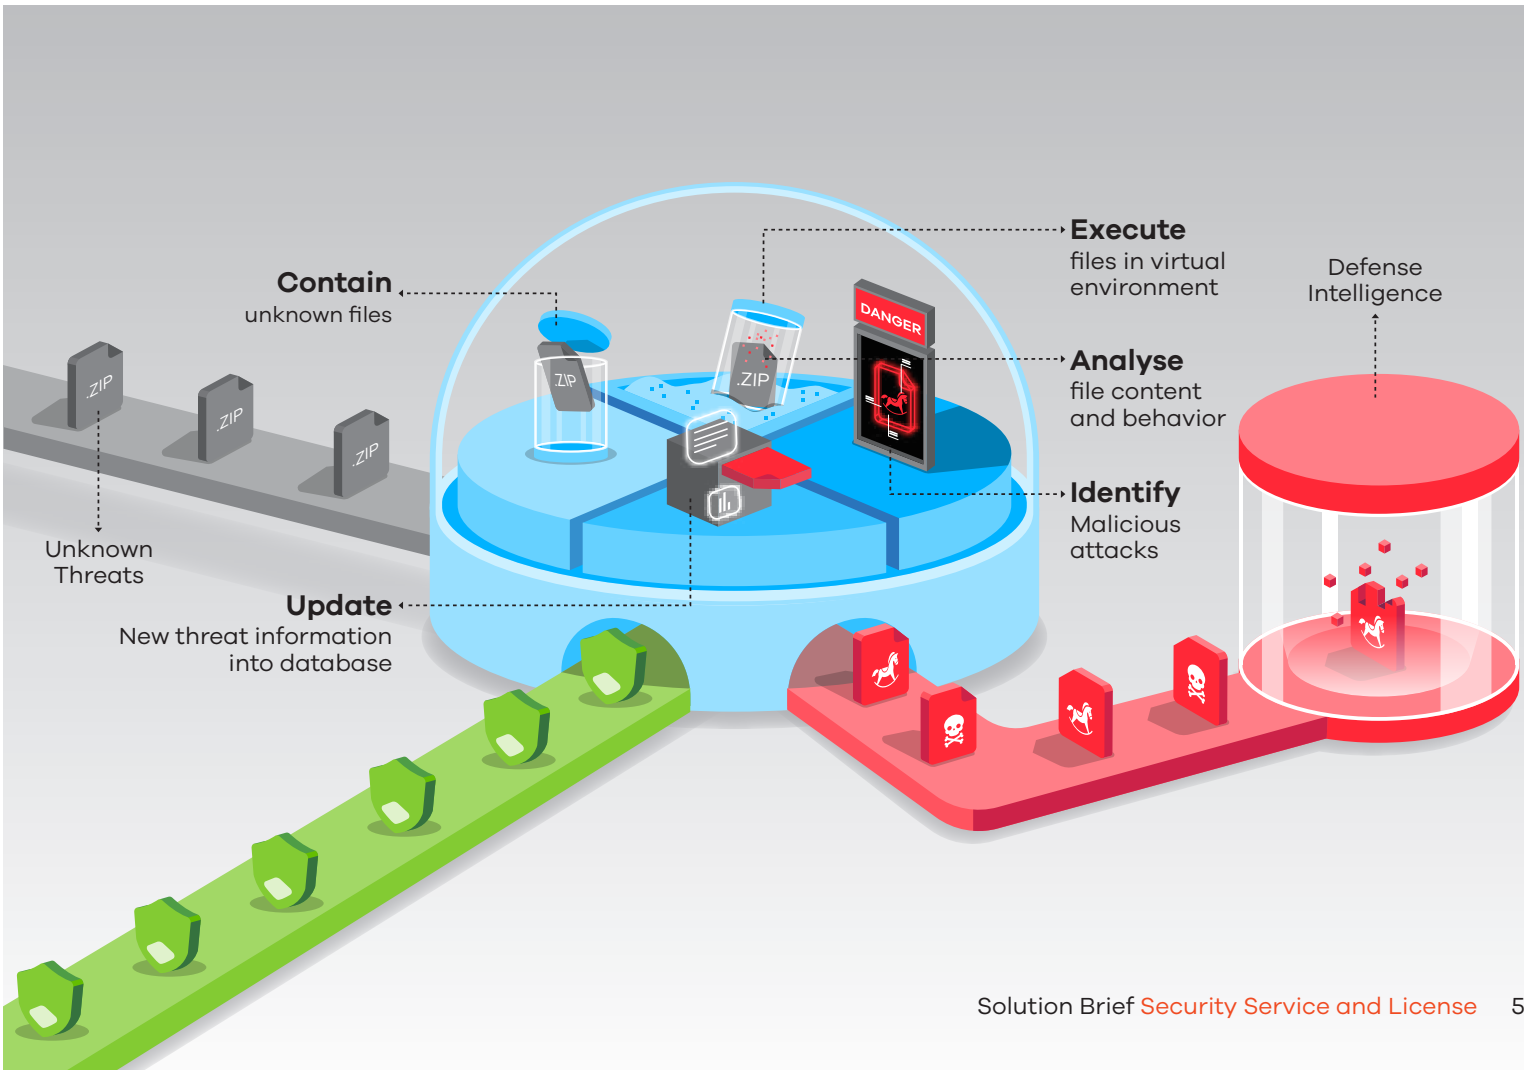 Execute
files in virtual
environment
Contain
unknown files
Defense
Intelligence
DANGER
Analyse
file content
and behavior
.ZIP
.ZIP
.ZIP
.ZIP
.ZIP
Identify
Malicious
attacks
Unknown
Threats
Update
New threat information
into database
Solution Brief Security Service and License 5